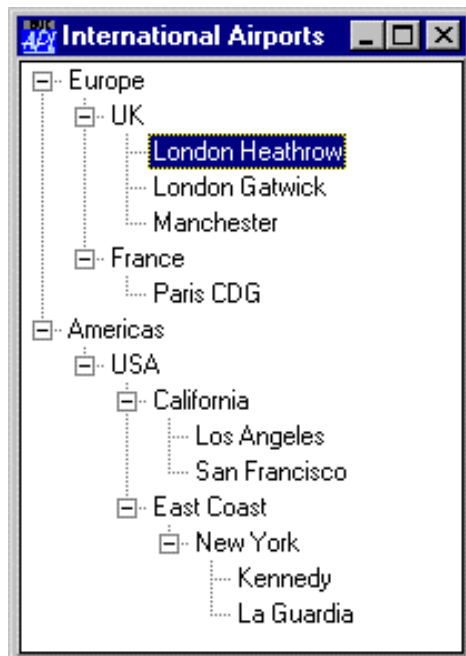 API International Airports
Europe
UK
London Heathrow
London Gatwick
Manchester
France
Paris CDG
Americas
USA
California
Los Angeles
San Francisco
East Coast
New York
Kennedy
La Guardia